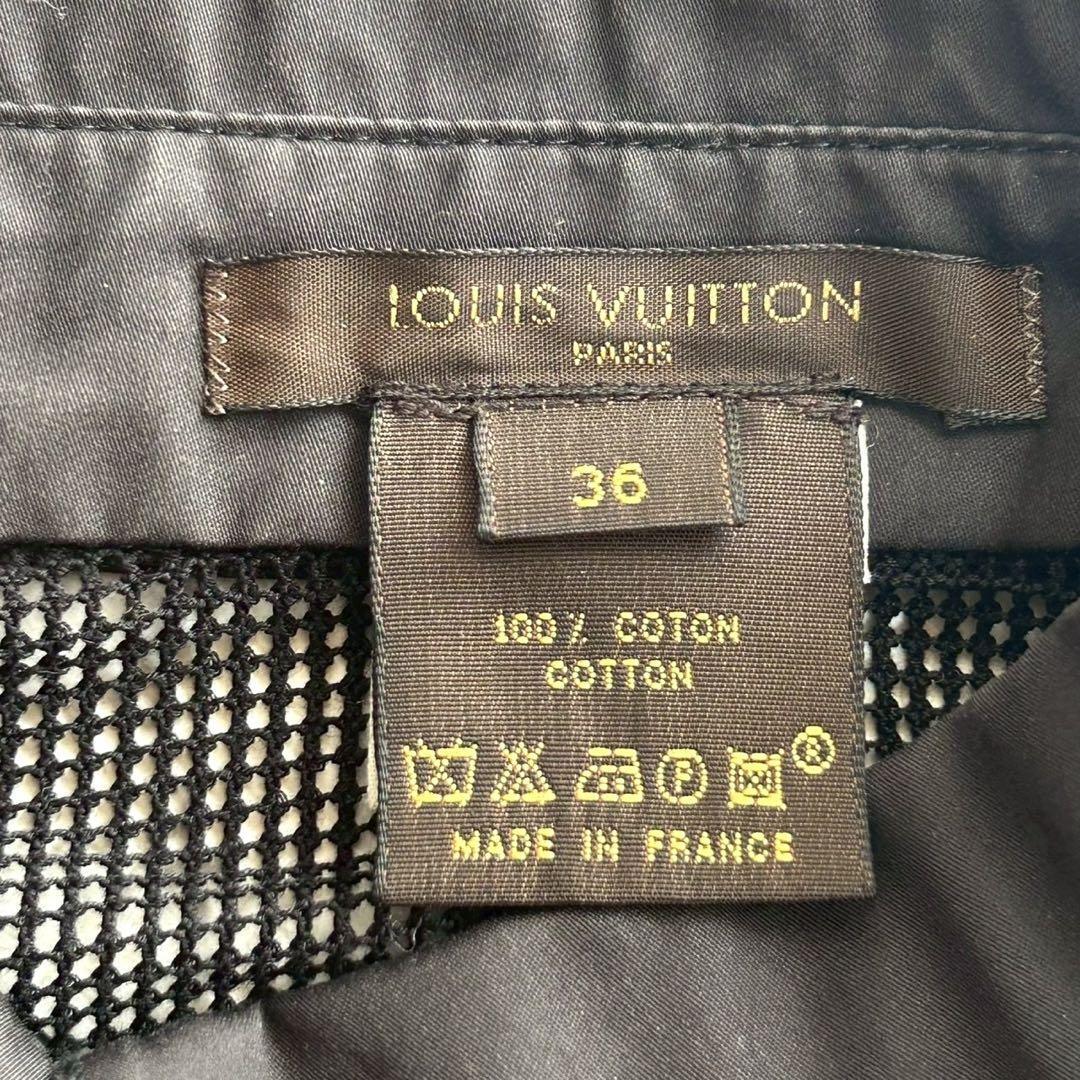 LOUIS VUITTON
PARIS
36
100% COTON
COTTON
P ®
MADE IN FRANCE